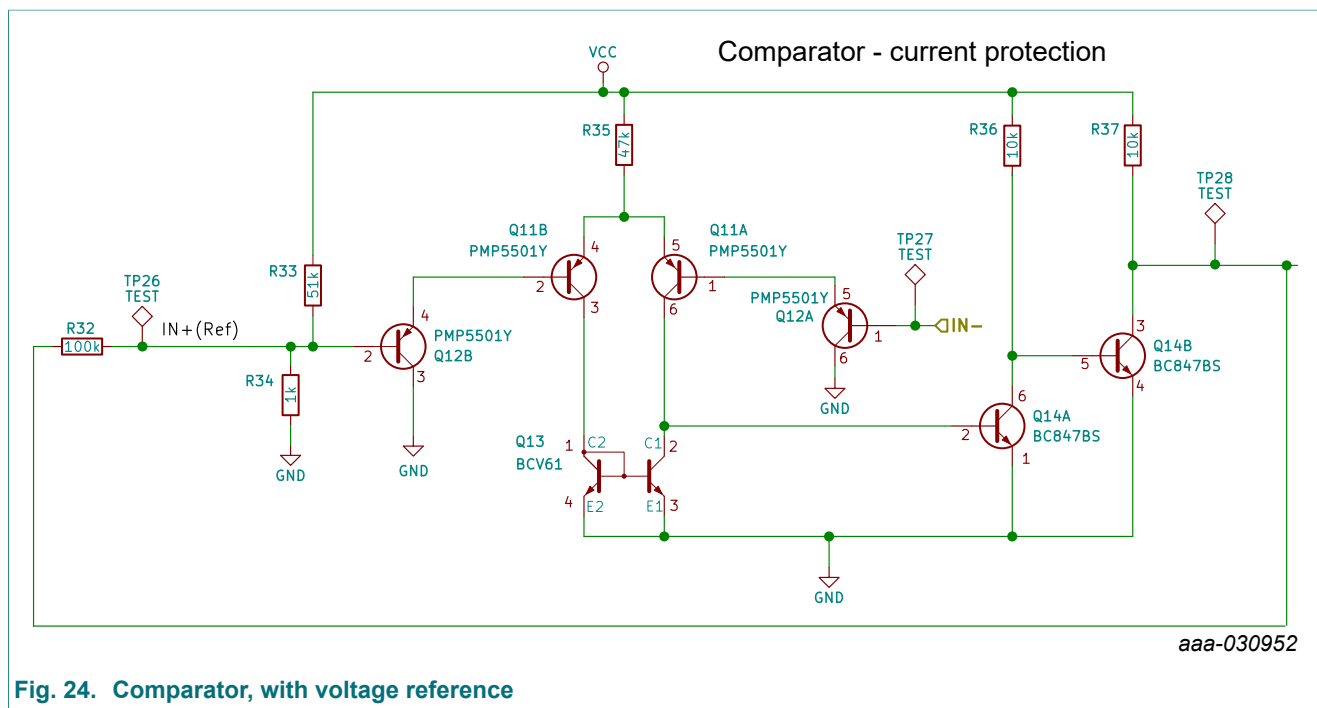 Comparator - current protection
VCC
R35
47k
R36
10k
R37
10k
TP28
TEST
Q11B
PMP5501Y
4
2
3
Q11A
PMP5501Y
5
1
6
TP27
TEST
R33
51k
TP26
TEST
IN+(Ref)
R32
100k
4
2
3
PMP5501Y
Q12B
PMP5501Y
Q12A
5
1
6
IN-
GND
3
5
4
Q14B
BC847BS
R34
1k
GND
GND
Q13
BCV61
1
C2
C1
2
4
E2
E1
3
6
2
1
Q14A
BC847BS
GND
aaa-030952
Fig. 24. Comparator, with voltage reference